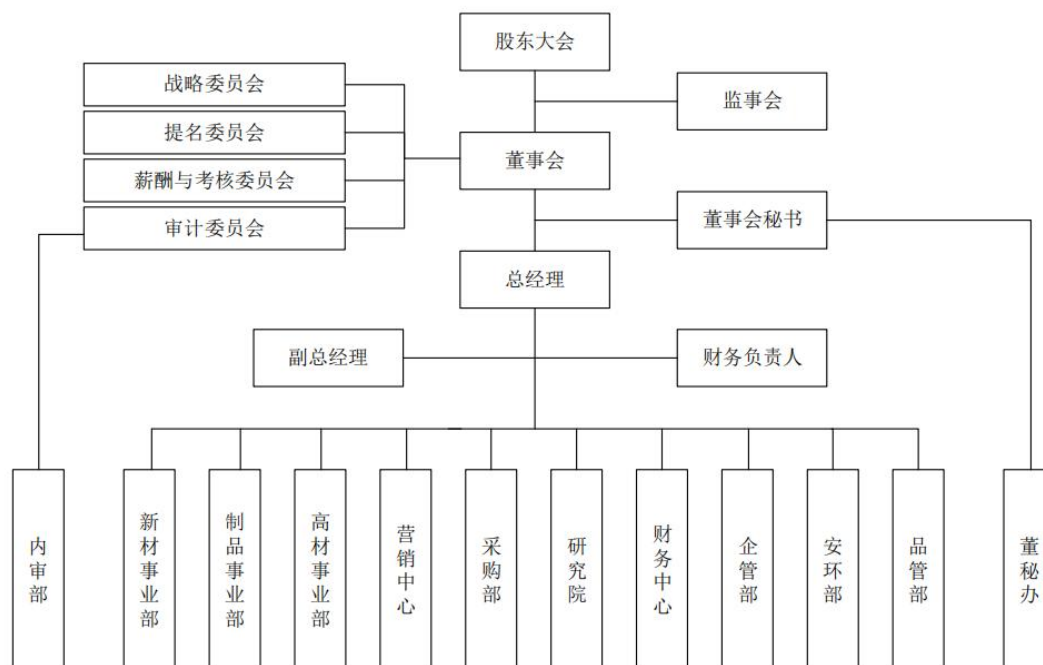 股东大会
战略委员会
监事会
提名委员会
董事会
薪酬与考核委员会
审计委员会
董事会秘书
总经理
副总经理
财务负责人
内审部
新材事业部
制品事业部
高材事业部
营销中心
采购部
研究院
财务中心
企管部
安环部
品管部
董秘办